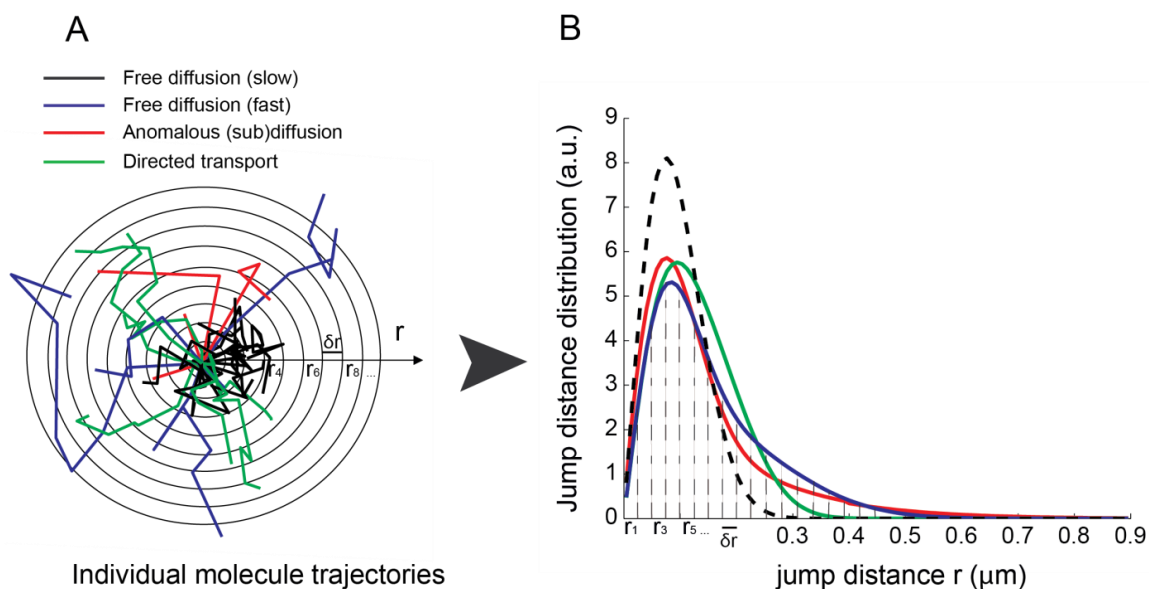 A
Free diffusion (slow)
Free diffusion (fast)
Anomalous (sub)diffusion
Directed transport
r
δr
r4
r6
r8 ...
Individual molecule trajectories
B
Jump distance distribution (a.u.)
9
8
7
6
5
4
3
2
1
0
r1
r3
r5 ...
δr
0.3
0.4
0.5
0.6
0.7
0.8
0.9
jump distance r (μm)